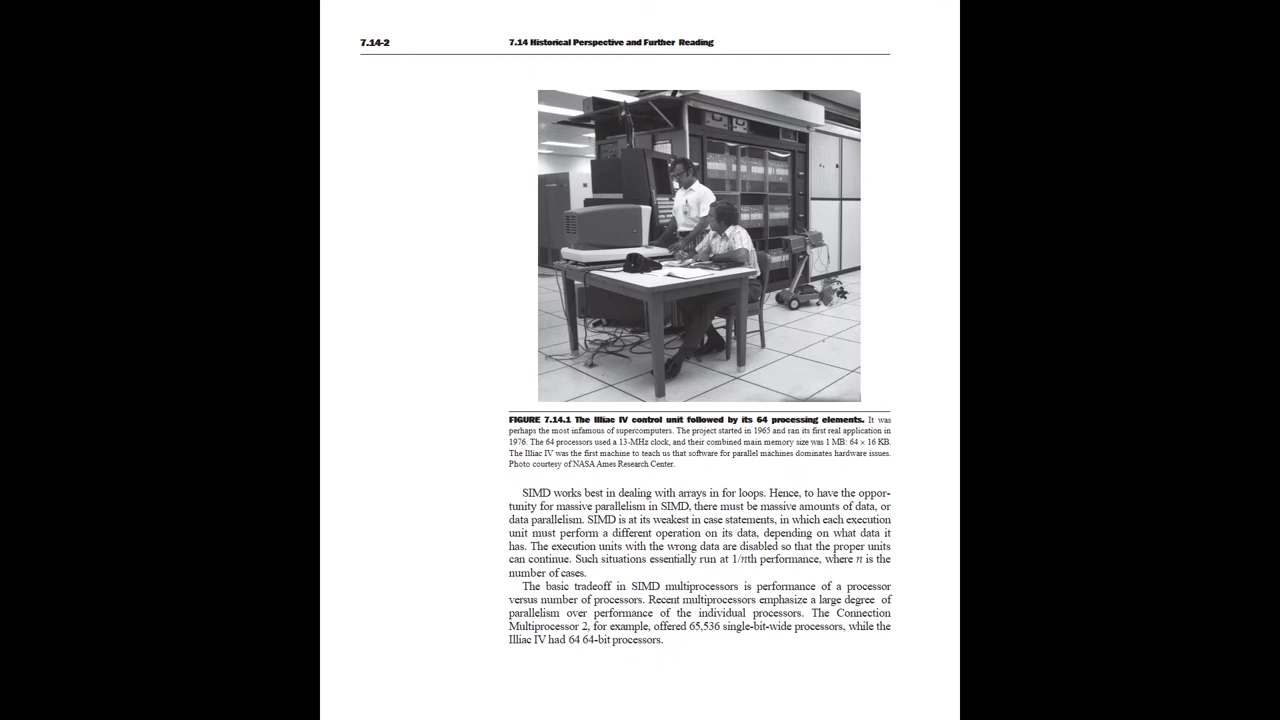 7.14-2 7.14 Historical Perspective and Further Reading
FIGURE 7.14.1 The Illiac IV control unit followed by its 64 processing elements. It was
perhaps the most infamous of supercomputers. The project started in 1965 and ran its first real application in
1976. The 64 processors used a 13-MHz clock, and their combined main memory size was 1 MB: 64 × 16 KB.
The Illiac IV was the first machine to teach us that software for parallel machines dominates hardware issues.
Photo courtesy of NASA Ames Research Center.
SIMD works best in dealing with arrays in for loops. Hence, to have the oppor-
tunity for massive parallelism in SIMD, there must be massive amounts of data, or
data parallelism. SIMD is at its weakest in case statements, in which each execution
unit must perform a different operation on its data, depending on what data it
has. The execution units with the wrong data are disabled so that the proper units
can continue. Such situations essentially run at 1/nth performance, where n is the
number of cases.
The basic tradeoff in SIMD multiprocessors is performance of a processor
versus number of processors. Recent multiprocessors emphasize a large degree of
parallelism over performance of the individual processors. The Connection
Multiprocessor 2, for example, offered 65,536 single-bit-wide processors, while the
Illiac IV had 64 64-bit processors.